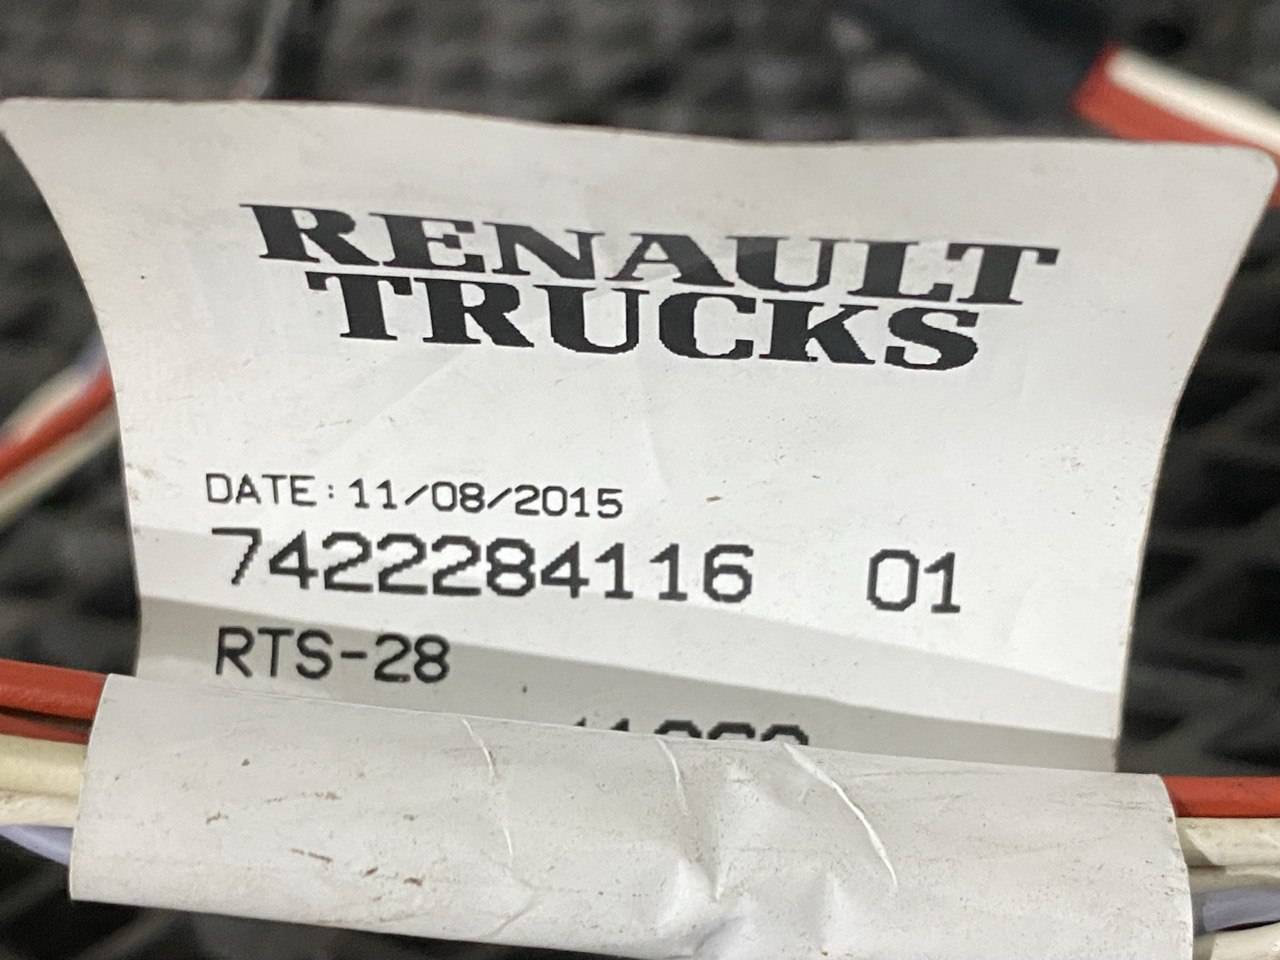 RENAULT
TRUCKS
DATE: 11/08/2015
7422284116 01
RTS-28